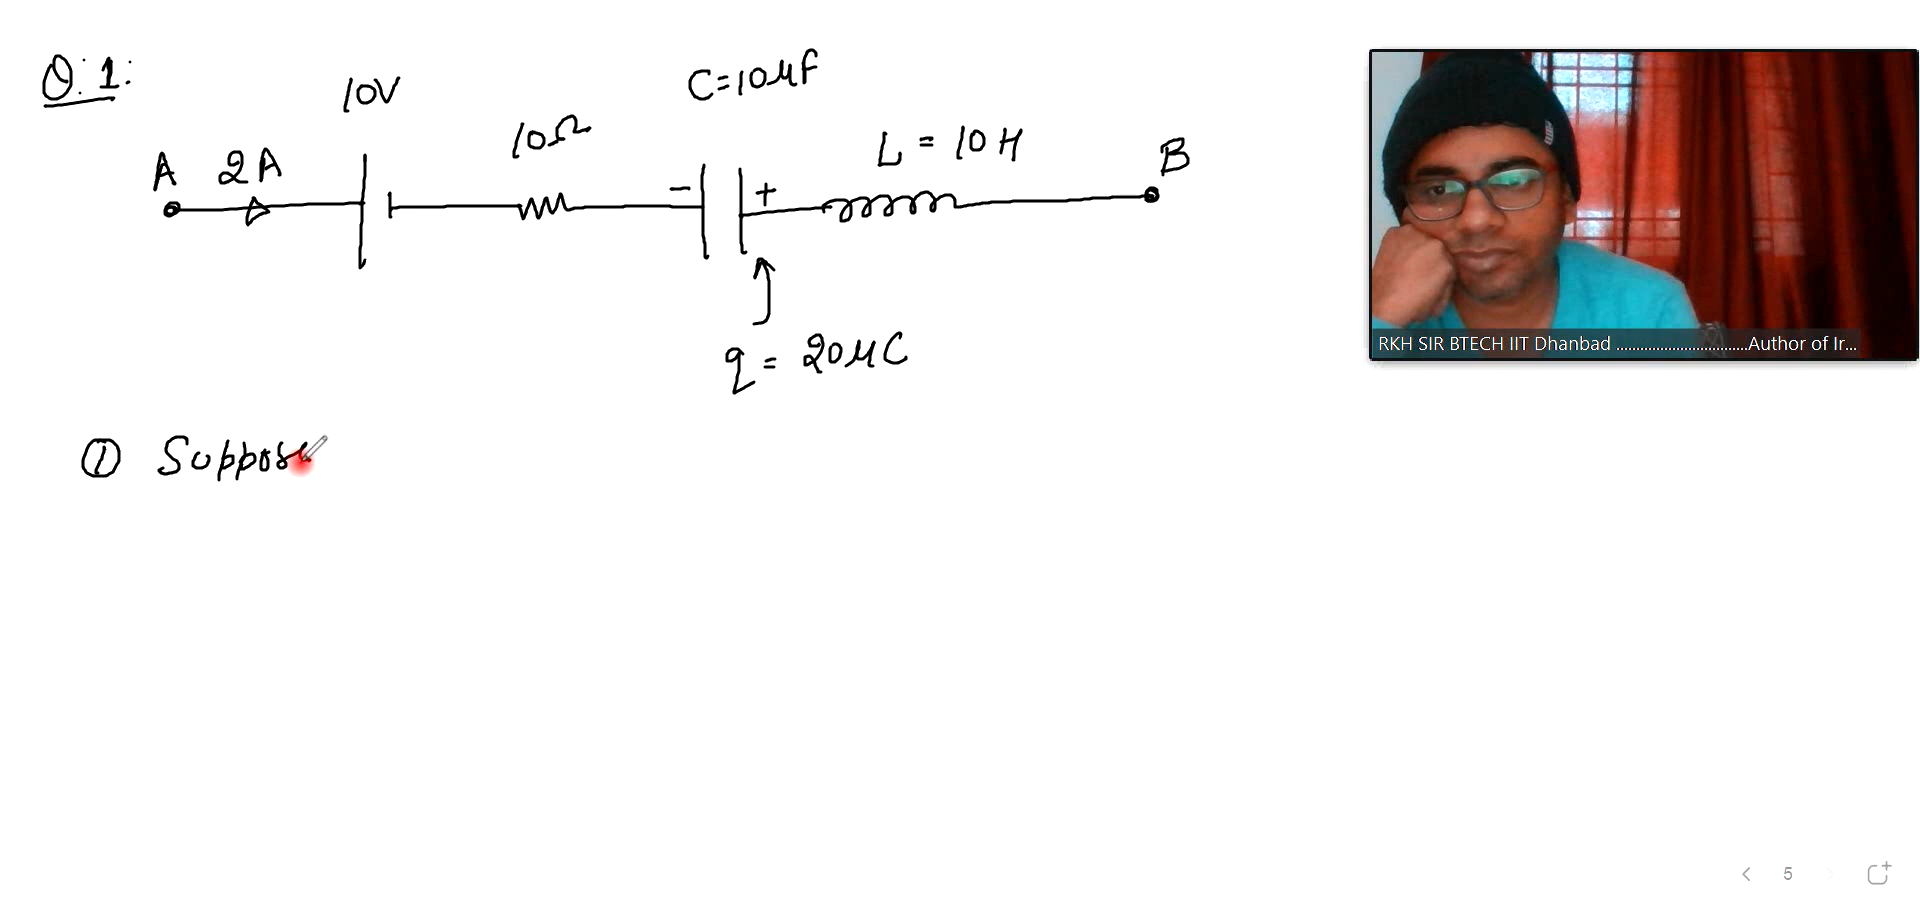 Q.1:
10V
C=10μF
10Ω
A 2A
L = 10 H
B
- +
q = 20μC
① Suppose
RKH SIR BTECH IIT Dhanbad ..................................Author of Ir...
5